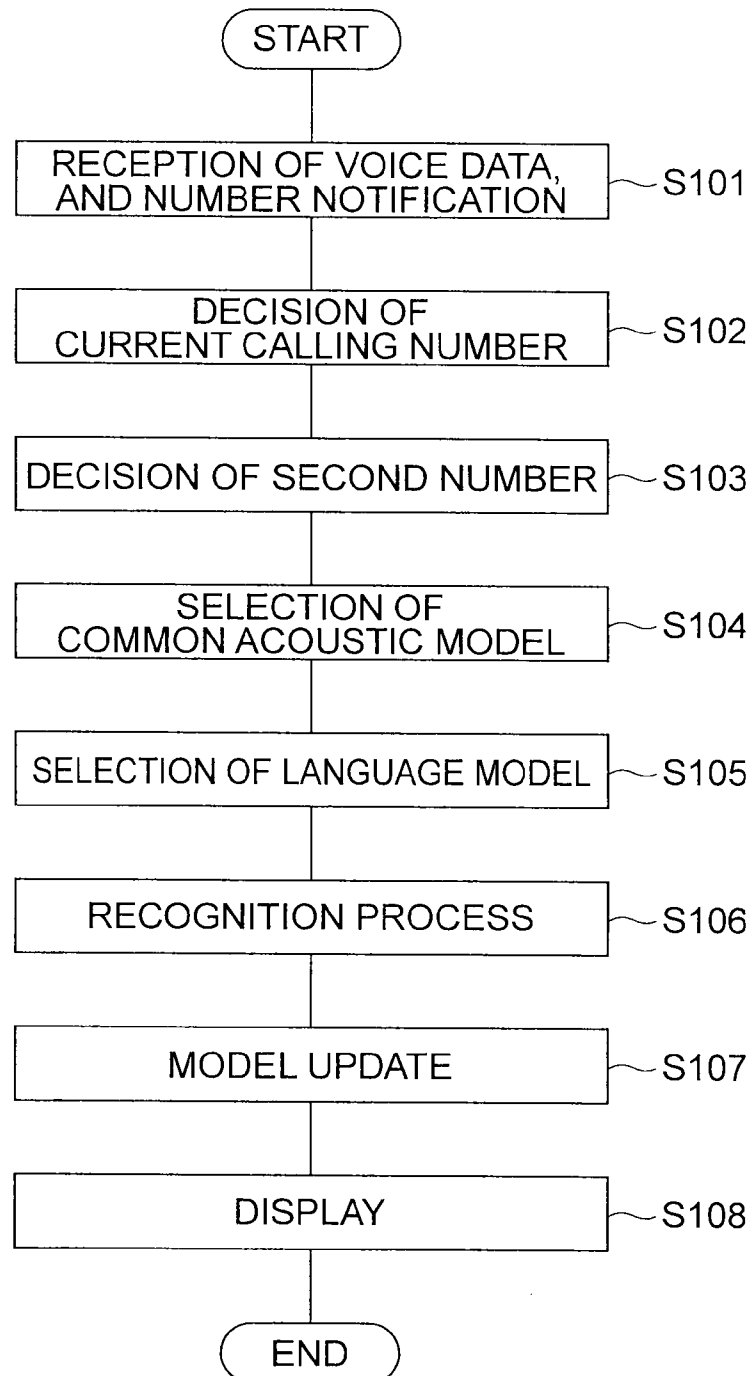 START
RECEPTION OF VOICE DATA,
AND NUMBER NOTIFICATION
S101
DECISION OF
CURRENT CALLING NUMBER
S102
DECISION OF SECOND NUMBER
S103
SELECTION OF
COMMON ACOUSTIC MODEL
S104
SELECTION OF LANGUAGE MODEL
S105
RECOGNITION PROCESS
S106
MODEL UPDATE
S107
DISPLAY
S108
END